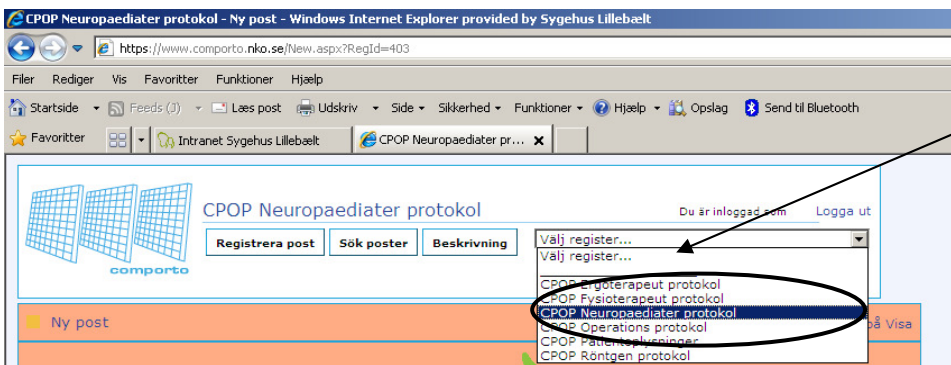 CPOP Neuropaediater protokol - Ny post - Windows Internet Explorer provided by Sygehus Lillebælt
https://www.comporto.nko.se/New.aspx?RegId=403
Filer Rediger Vis Favoritter Funktioner Hjælp
Startside Feeds (J) Læs post Udskriv Side Sikkerhed Funktioner Hjælp Opslag Send til Bluetooth
Favoritter Intranet Sygehus Lillebælt CPOP Neuropaediater pr... X
CPOP Neuropaediater protokol Du är inloggad som Logga ut
Registrera post Sök poster Beskrivning Välj register...
Välj register...
comporto
CPOP Ergoterapeut protokol
CPOP Fysioterapeut protokol
CPOP Neuropaediater protokol
Ny post på Visa
CPOP Operations protokol
CPOP Patientoplysninger
CPOP Röntgen protokol